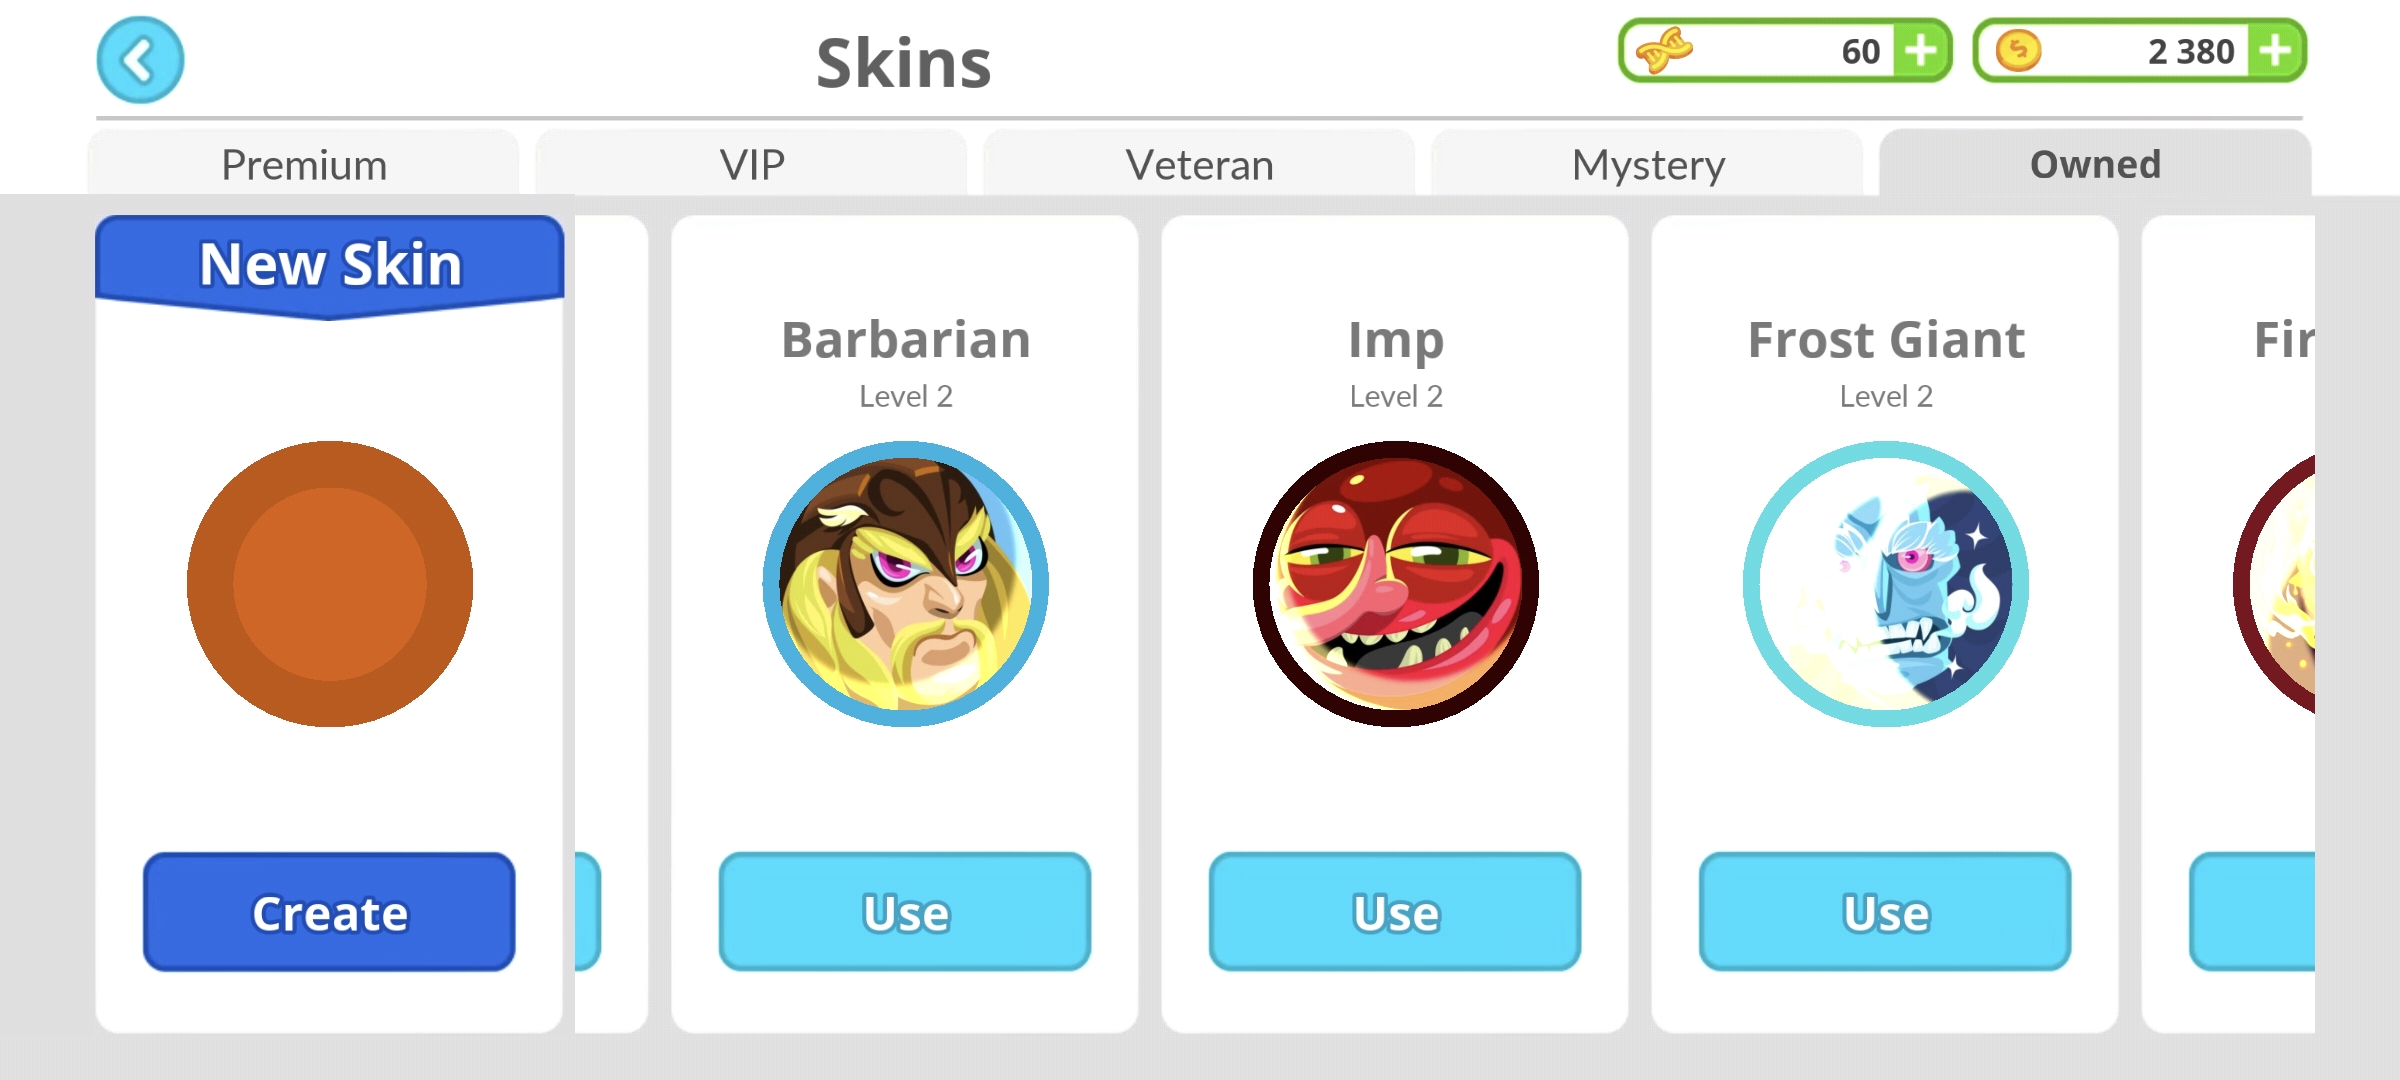 Skins
60
2 380
Premium
VIP
Veteran
Mystery
Owned
New Skin
Create
Barbarian
Level 2
Use
Imp
Level 2
Use
Frost Giant
Level 2
Use